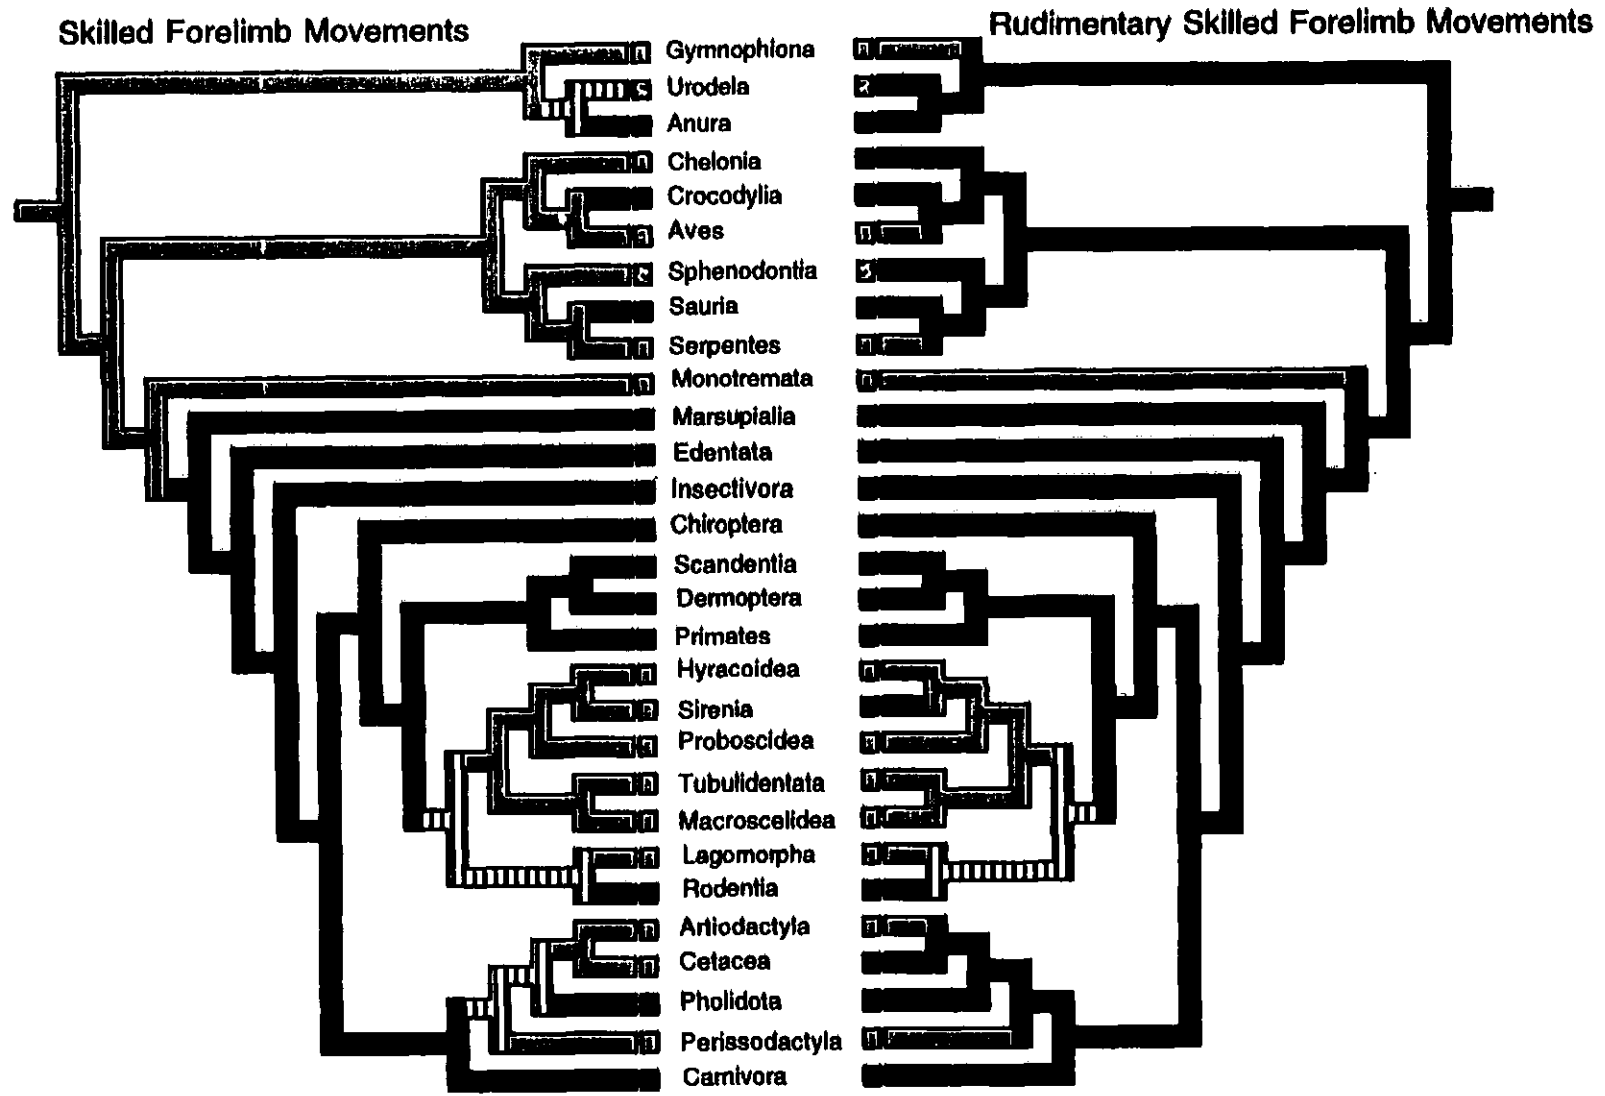 Skilled Forelimb Movements
Rudimentary Skilled Forelimb Movements
Gymnophiona
Urodela
Anura
Chelonia
Crocodylia
Aves
Sphenodontia
Sauria
Serpentes
Monotremata
Marsupialia
Edentata
Insectivora
Chiroptera
Scandentia
Dermoptera
Primates
Hyracoidea
Sirenia
Proboscidea
Tubulidentata
Macroscelidea
Lagomorpha
Rodentia
Artiodactyla
Cetacea
Pholidota
Perissodactyla
Carnivora